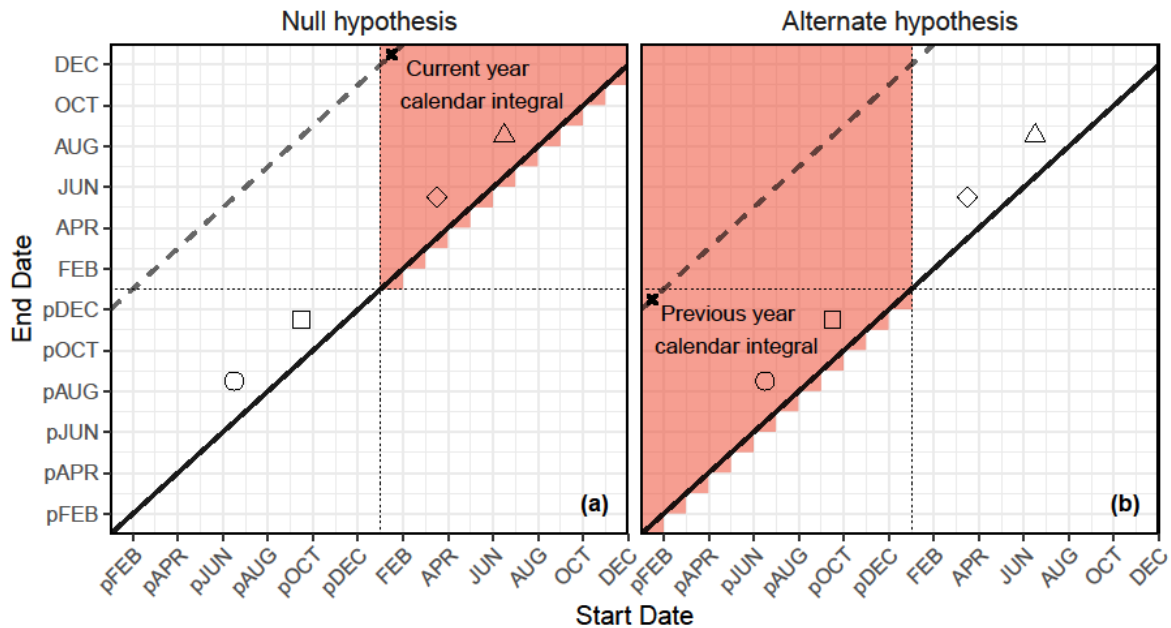 Null hypothesis
Alternate hypothesis
End Date
DEC
OCT
AUG
JUN
APR
FEB
pDEC
pOCT
pAUG
pJUN
pAPR
pFEB
Current year
calendar integral
(a)
Previous year
calendar integral
(b)
pFEB
pAPR
pJUN
pAUG
pOCT
pDEC
FEB
APR
JUN
AUG
OCT
DEC
pFEB
pAPR
pJUN
pAUG
pOCT
pDEC
FEB
APR
JUN
AUG
OCT
DEC
Start Date